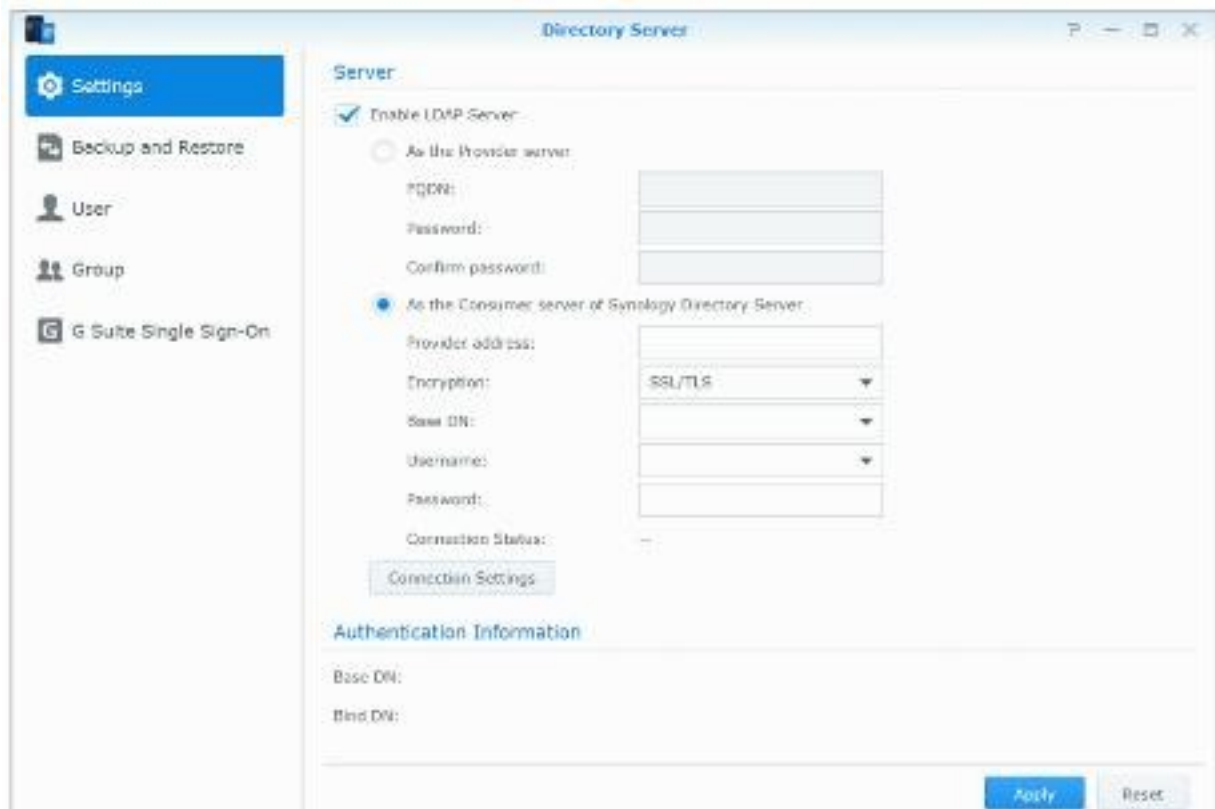 Directory Server
Settings
Backup and Restore
User
Group
G Suite Single Sign-On
Server
Enable LDAP Server
As the Provider server
FQDN:
Password:
Confirm password:
As the Consumer server of Synology Directory Server
Provider address:
Encryption: SSL/TLS
Base DN:
Username:
Password:
Connection Status: --
Connection Settings
Authentication Information
Base DN:
Bind DN:
Apply Reset